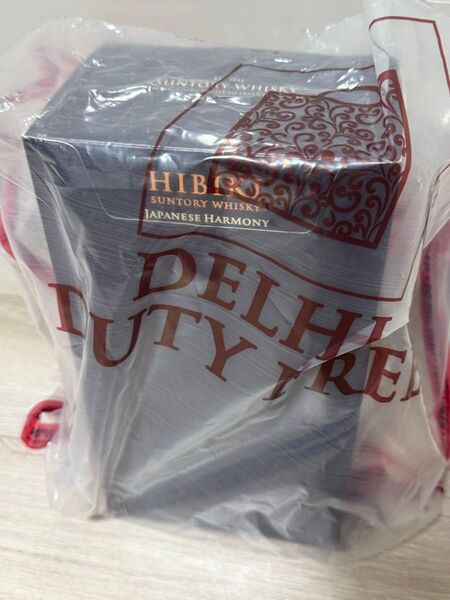 SUNTORY WHISKY
HIBIKI
SUNTORY WHISKY
JAPANESE HARMONY
DELHI
DUTY FREE